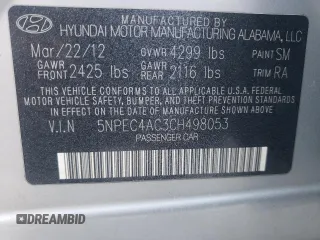 BY HYUNDAI MOTOR MANUFACTURING ALABAMA, LLC
Mar/22/12 GVWR 4299 lbs PAINT SM
GAWR FRONT 2425 lbs GAWR REAR 2116 lbs TRIM RA
THIS VEHICLE CONFORMS TO ALL APPLICABLE U.S. FEDERAL MOTOR VEHICLE
SAFETY, BUMPER, AND THEFT PREVENTION STANDARDS
IN EFFECT ON THE DATE OF MANUFACTURE SHOWN ABOVE.
V.I.N 5NPEC4AC3CH498053
PASSENGER CAR
DREAMBID